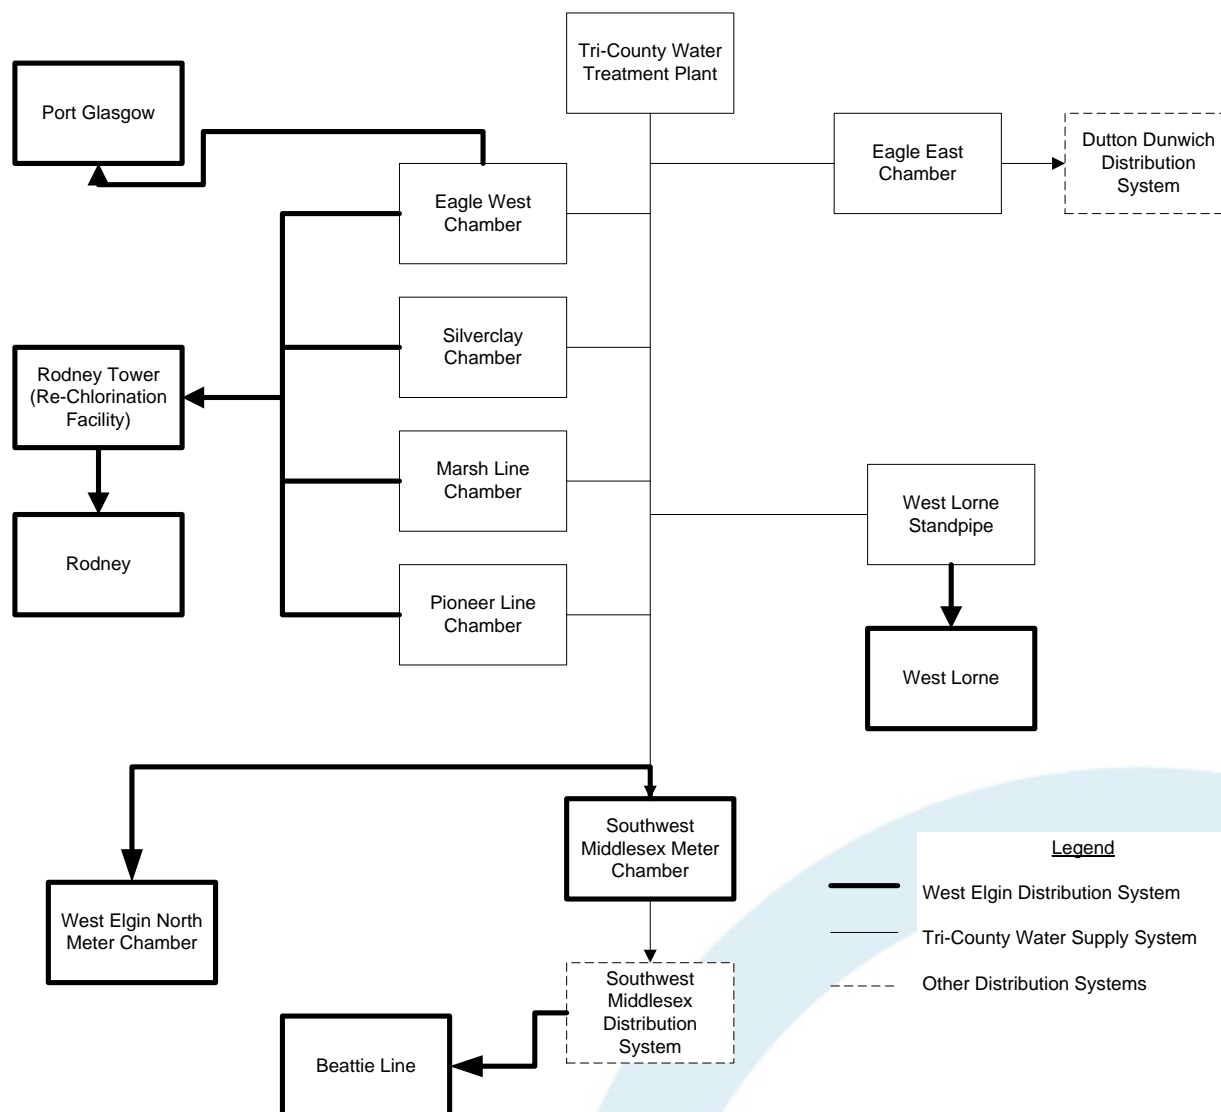 Tri-County Water
Treatment Plant
Port Glasgow
Eagle East
Chamber
Dutton Dunwich
Distribution
System
Eagle West
Chamber
Silverclay
Chamber
Rodney Tower
(Re-Chlorination
Facility)
Marsh Line
Chamber
West Lorne
Standpipe
Rodney
Pioneer Line
Chamber
West Lorne
Southwest
Middlesex Meter
Chamber
West Elgin North
Meter Chamber
Southwest
Middlesex
Distribution
System
Beattie Line
Legend
West Elgin Distribution System
Tri-County Water Supply System
Other Distribution Systems